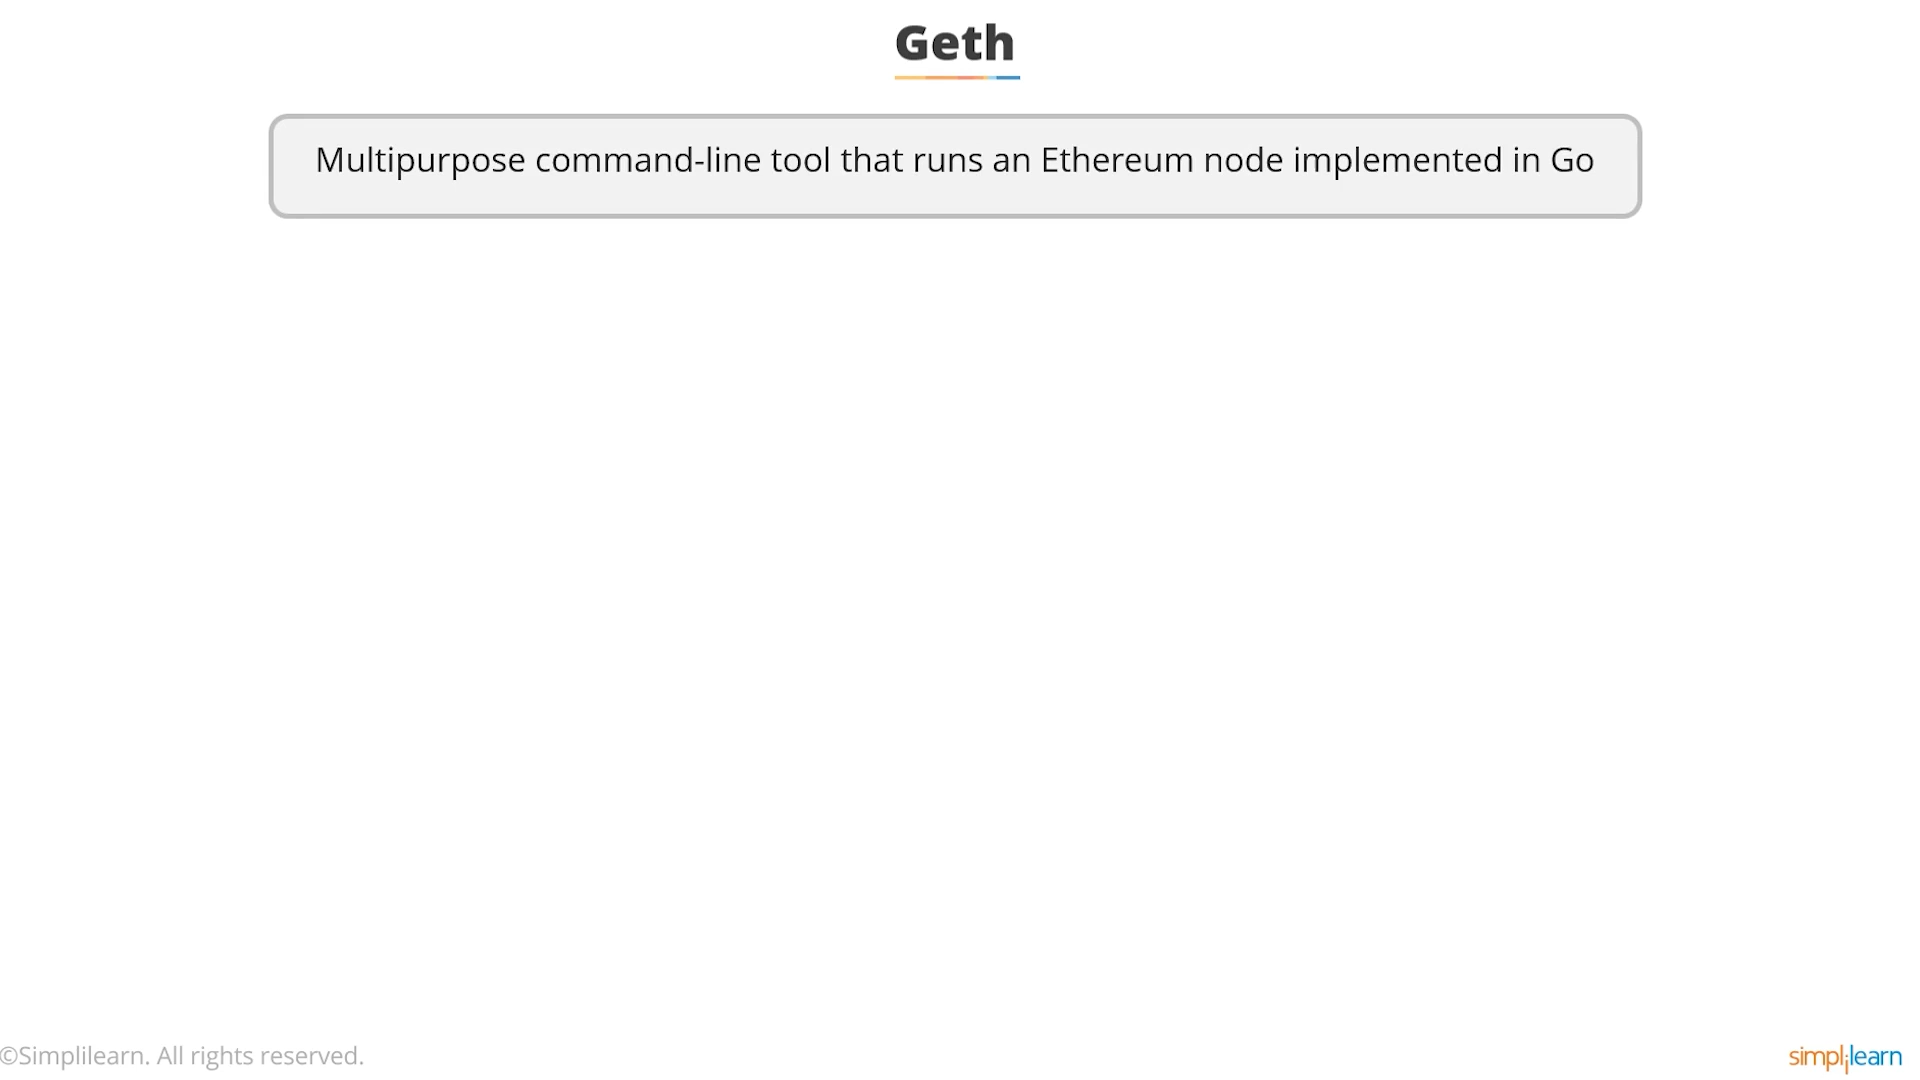 Geth
Multipurpose command-line tool that runs an Ethereum node implemented in Go
©Simplilearn. All rights reserved.
simplilearn